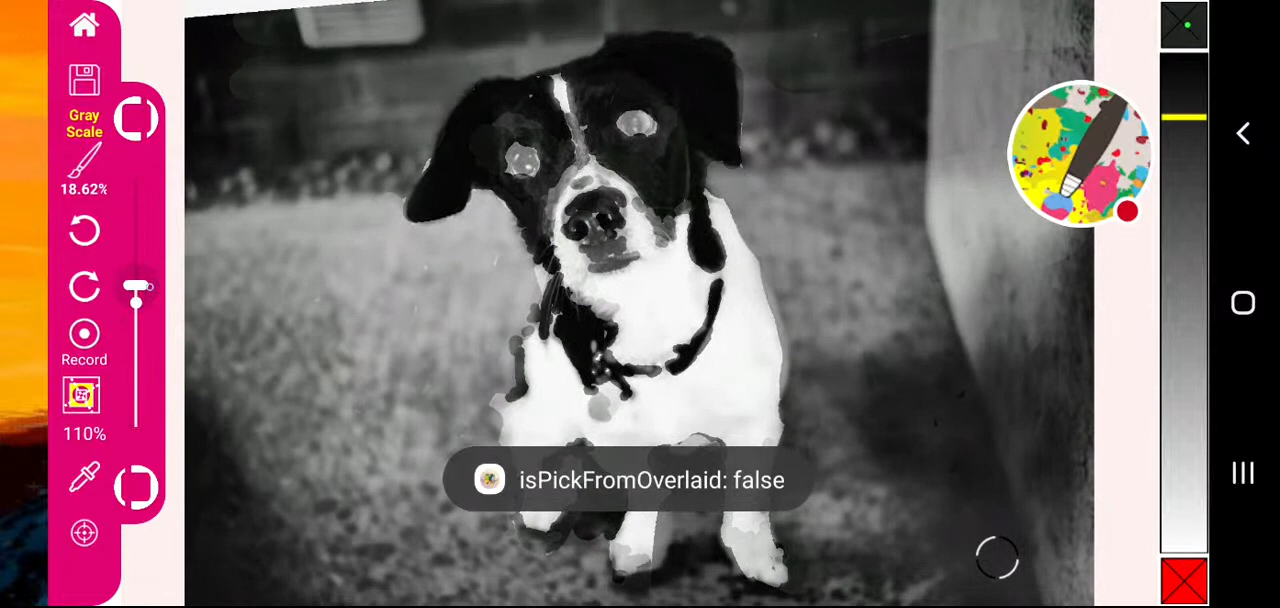 Gray
Scale
18.62%
Record
110%
isPickFromOverlaid: false